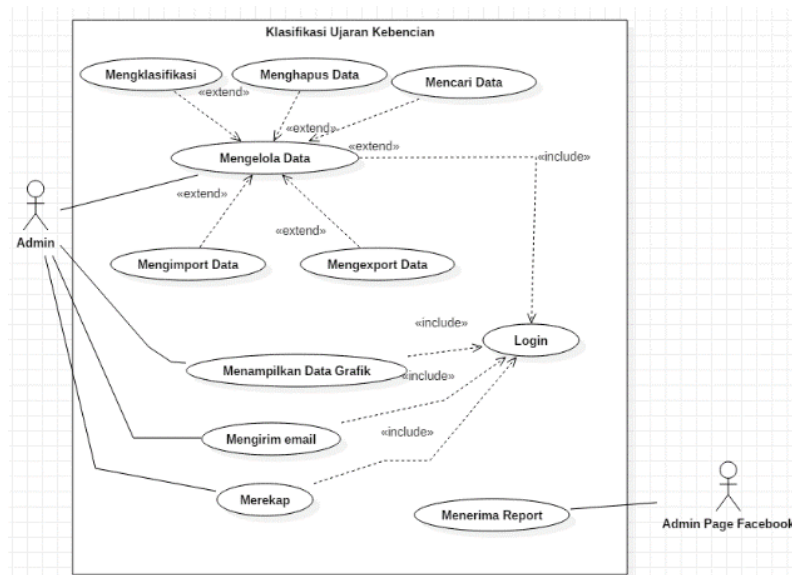 Klasifikasi Ujaran Kebencian
Mengklasifikasi
Menghapus Data
Mencari Data
«extend»
«extend»
«extend»
Mengelola Data
«include»
«extend»
Admin
«extend»
Mengimport Data
Mengexport Data
«include»
Login
Menampilkan Data Grafik
«include»
Mengirim email
«include»
Merekap
Menerima Report
Admin Page Facebook